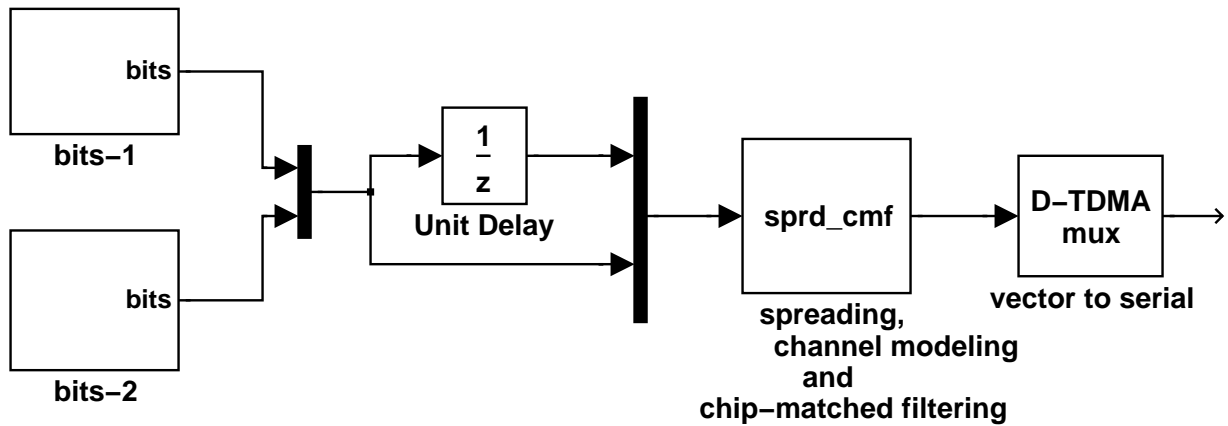 bits
bits−1
bits
bits−2
1
z
Unit Delay
sprd_cmf
spreading,
channel modeling
and
chip−matched filtering
D−TDMA
mux
vector to serial